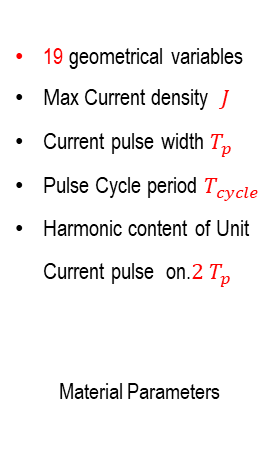 • 19 geometrical variables
• Max Current density J
• Current pulse width Tₚ
• Pulse Cycle period T_cycle
• Harmonic content of Unit
Current pulse on.2 Tₚ
Material Parameters